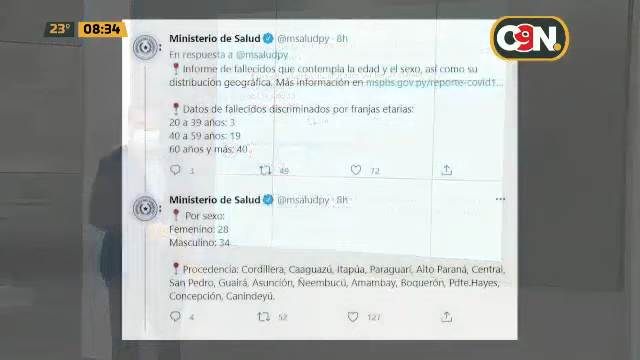 23° 08:34
C9N.
Ministerio de Salud @msaludpy · 8h
En respuesta a @msaludpy
Informe de fallecidos que contempla la edad y el sexo, así como su
distribución geográfica. Más información en mspbs.gov.py/reporte-covid1...
Datos de fallecidos discriminados por franjas etarias:
20 a 39 años: 3
40 a 59 años: 19
60 años y más: 40
3 49 72
Ministerio de Salud @msaludpy · 8h
Por sexo:
Femenino: 28
Masculino: 34
Procedencia: Cordillera, Caaguazú, Itapúa, Paraguarí, Alto Paraná, Central,
San Pedro, Guairá, Asunción, Ñeembucú, Amambay, Boquerón, Pdte.Hayes,
Concepción, Canindeyú.
4 52 127